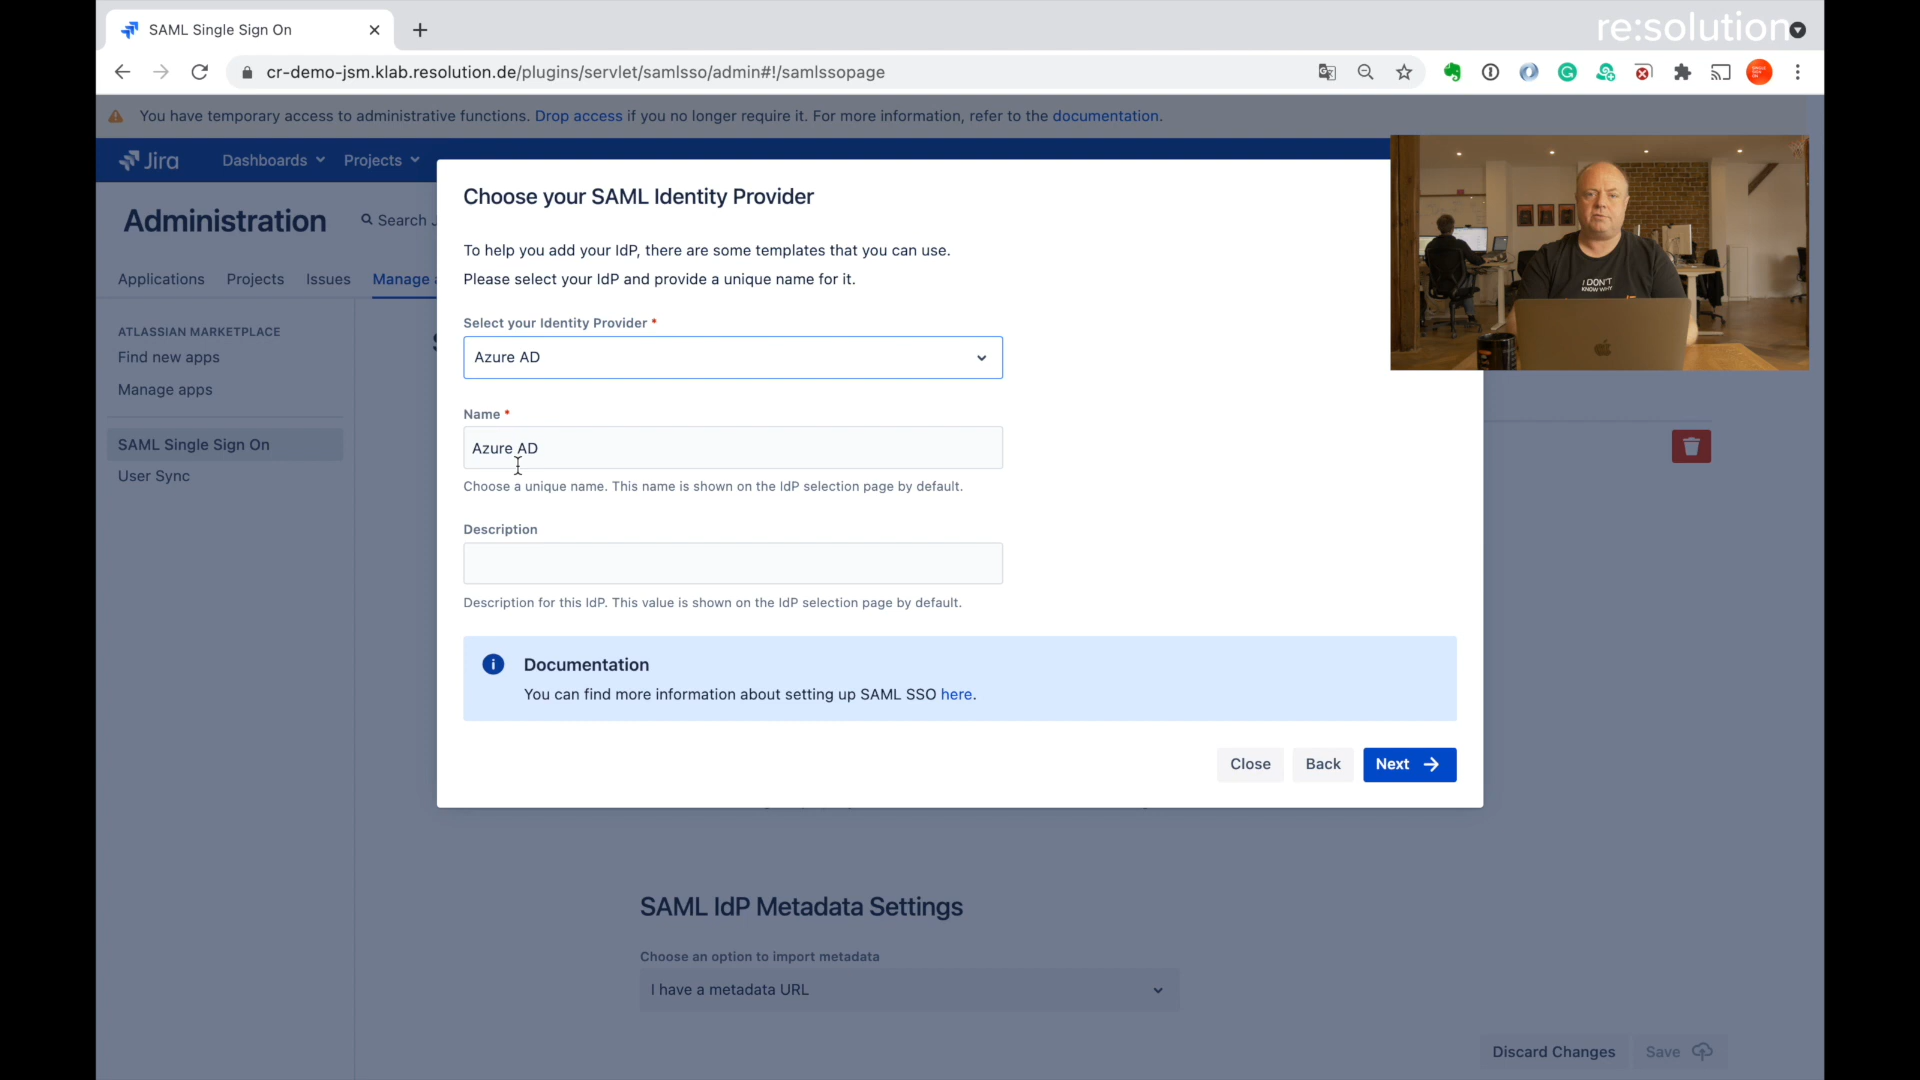 SAML Single Sign On
re:solution
cr-demo-jsm.klab.resolution.de/plugins/servlet/samlsso/admin#!/samlssopage
You have temporary access to administrative functions. Drop access if you no longer require it. For more information, refer to the documentation.
Jira
Dashboards
Projects
Administration
Search
Applications
Projects
Issues
Manage
ATLASSIAN MARKETPLACE
Find new apps
Manage apps
SAML Single Sign On
User Sync
Choose your SAML Identity Provider
To help you add your IdP, there are some templates that you can use.
Please select your IdP and provide a unique name for it.
Select your Identity Provider *
Azure AD
Name *
Azure AD
Choose a unique name. This name is shown on the IdP selection page by default.
Description
Description for this IdP. This value is shown on the IdP selection page by default.
Documentation
You can find more information about setting up SAML SSO here.
Close
Back
Next
I DON'T
KNOW WHY
SAML IdP Metadata Settings
Choose an option to import metadata
I have a metadata URL
Discard Changes
Save